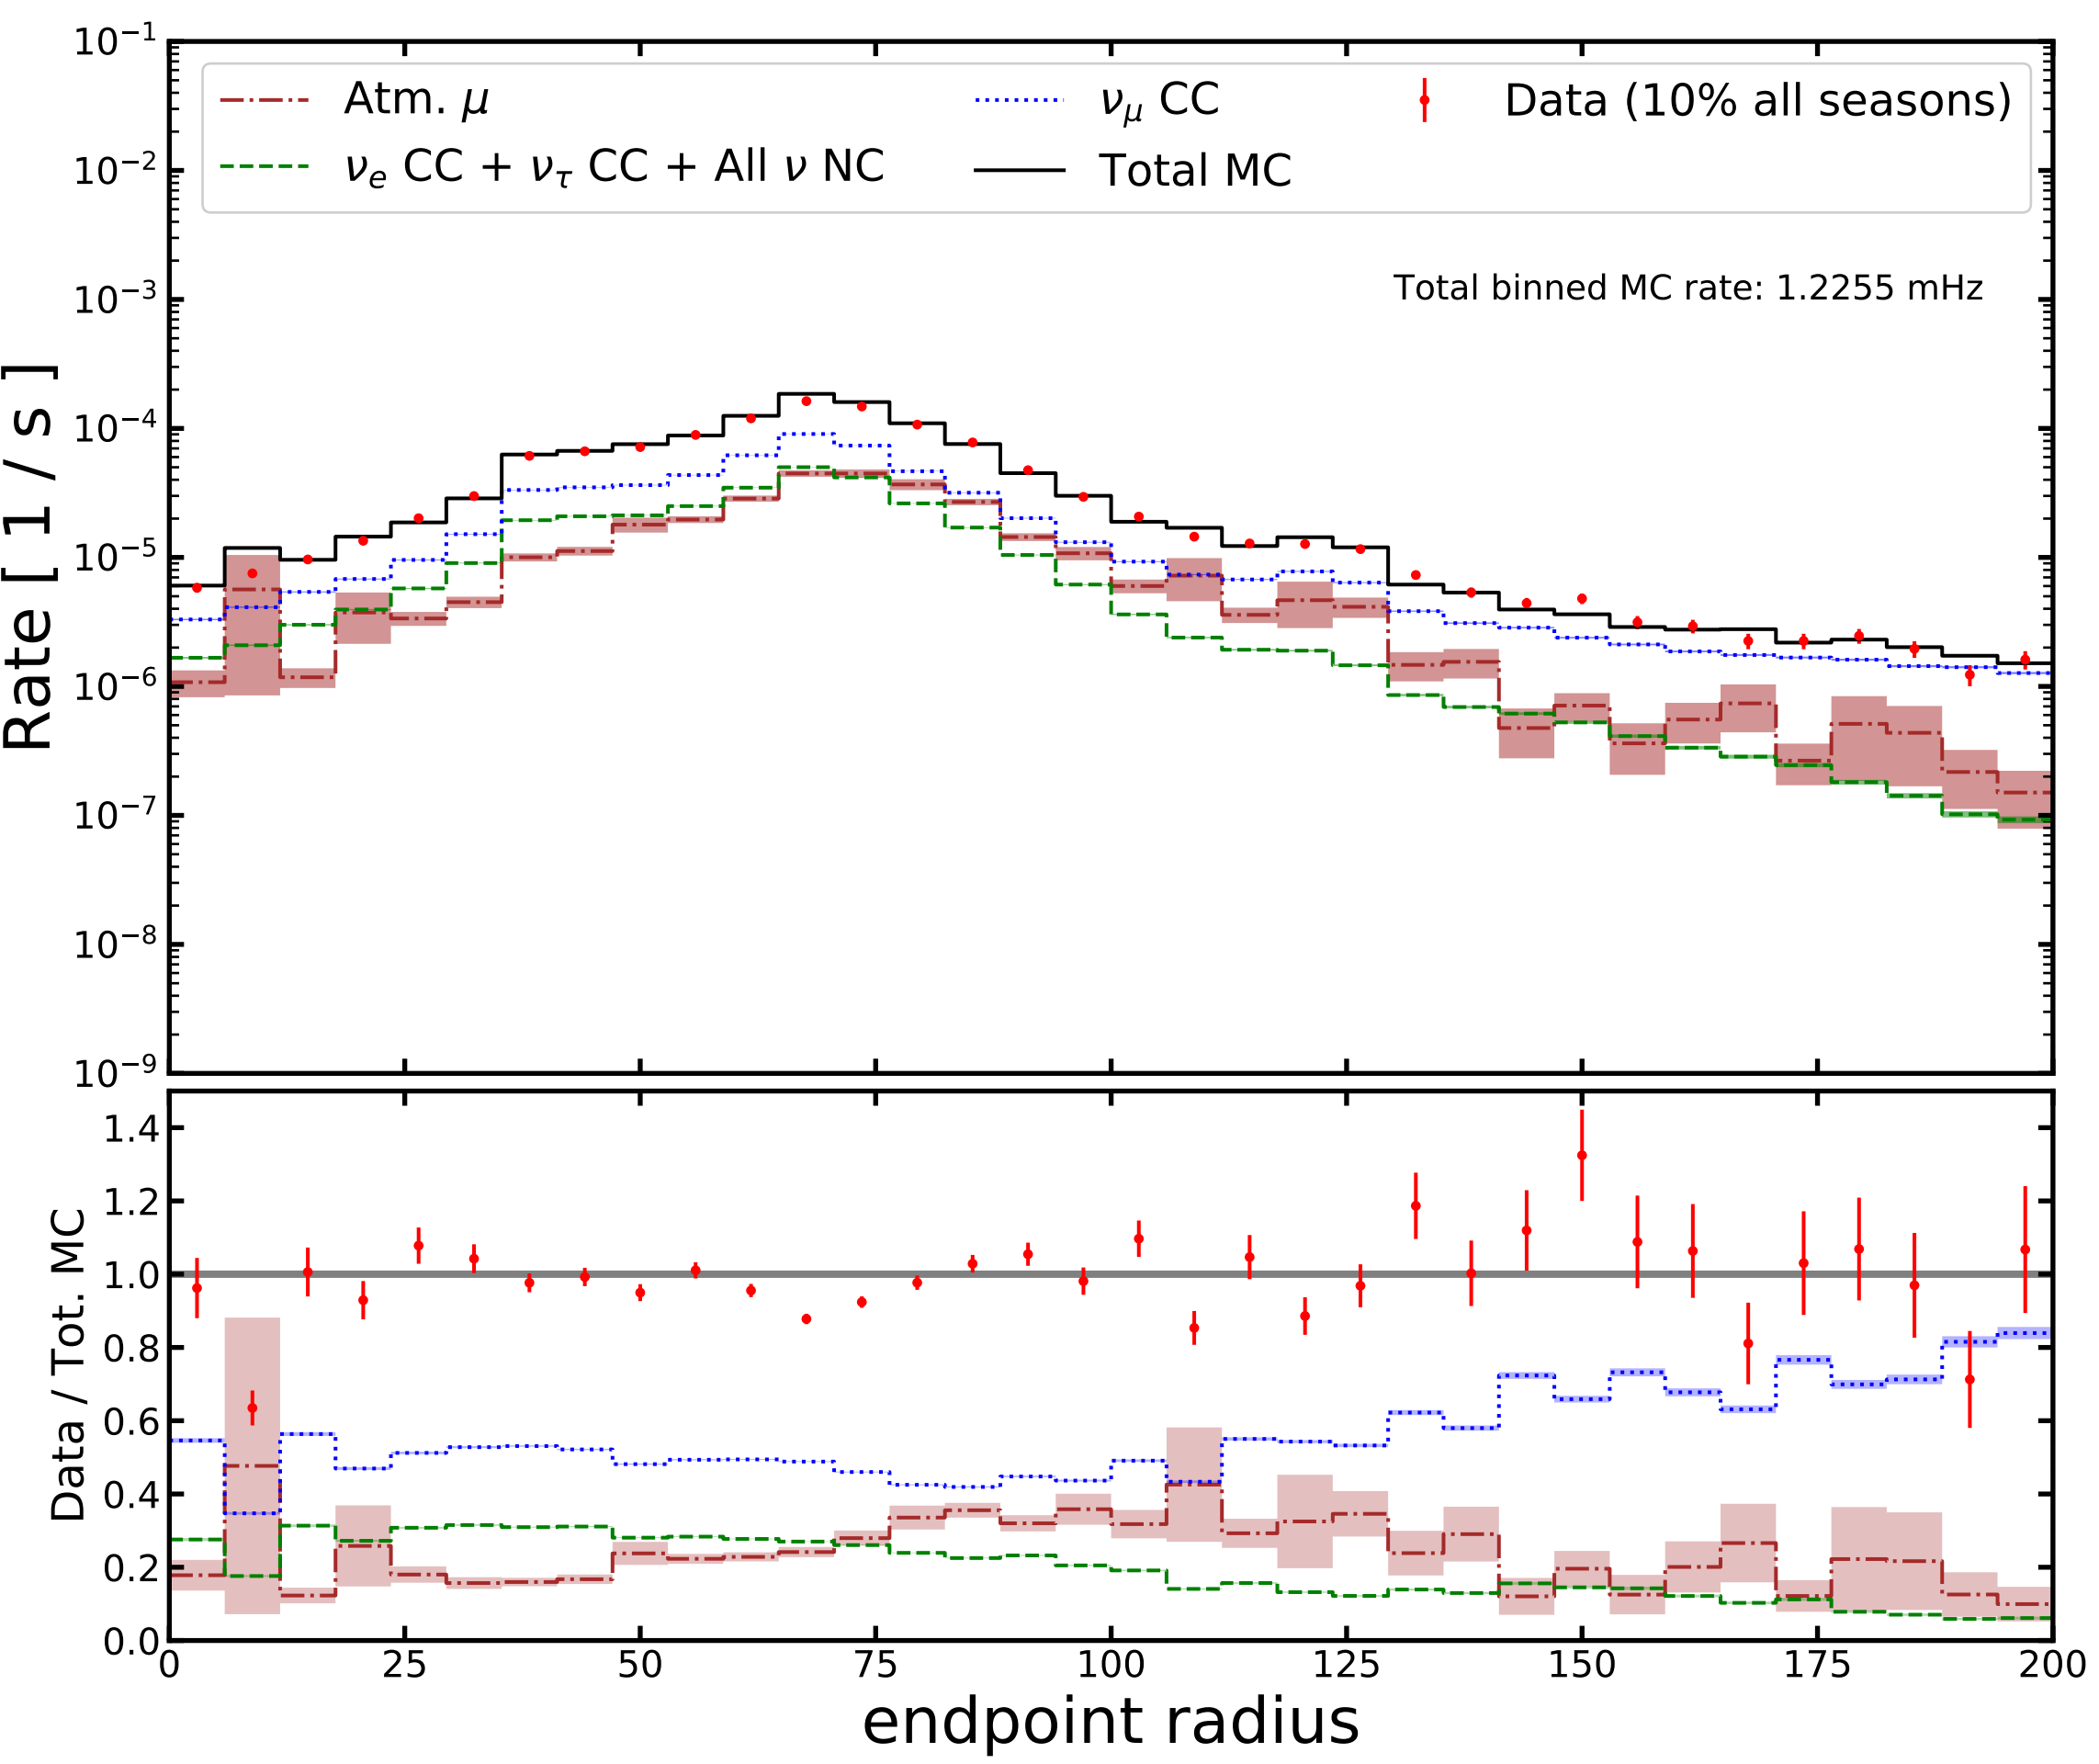 Rate [ 1 / s ]
10⁻¹
10⁻²
10⁻³
10⁻⁴
10⁻⁵
10⁻⁶
10⁻⁷
10⁻⁸
10⁻⁹
Atm. μ
νₑ CC + ν_τ CC + All ν NC
ν_μ CC
Total MC
Data (10% all seasons)
Total binned MC rate: 1.2255 mHz
Data / Tot. MC
1.4
1.2
1.0
0.8
0.6
0.4
0.2
0.0
0 25 50 75 100 125 150 175 200
endpoint radius